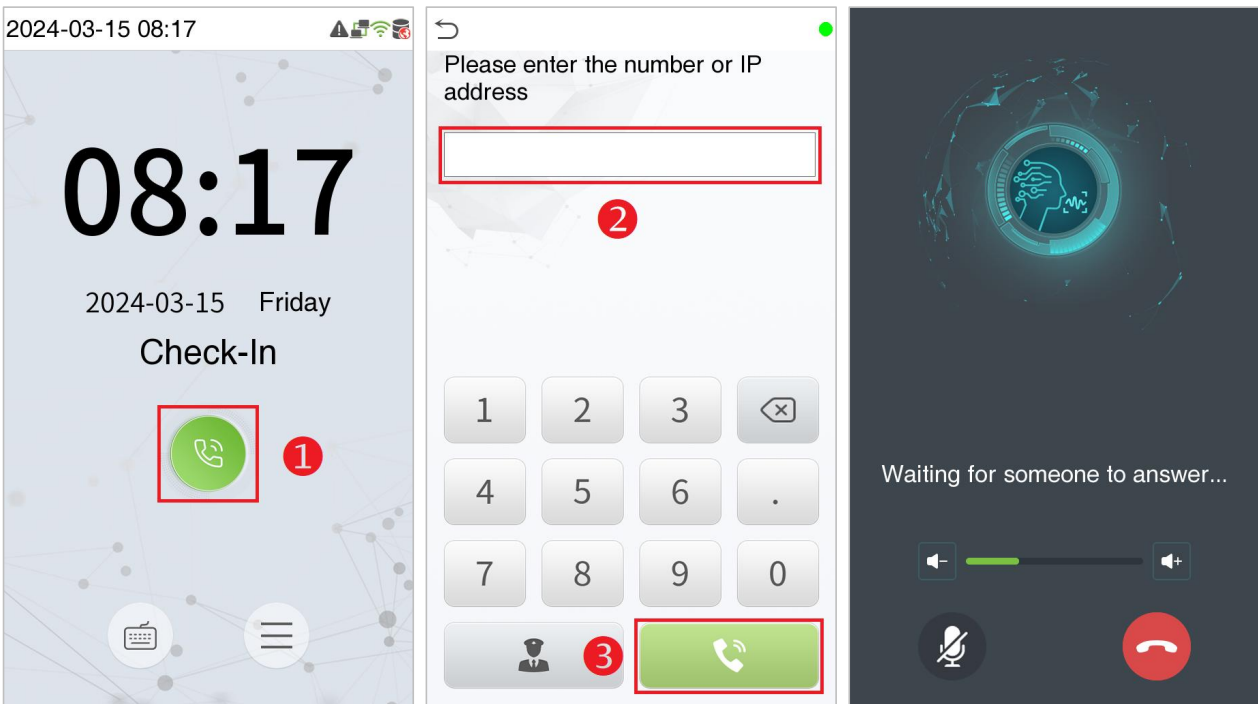 2024-03-15 08:17
08:17
2024-03-15 Friday
Check-In
1
Please enter the number or IP
address
2
1 2 3
4 5 6 .
7 8 9 0
3
Waiting for someone to answer...